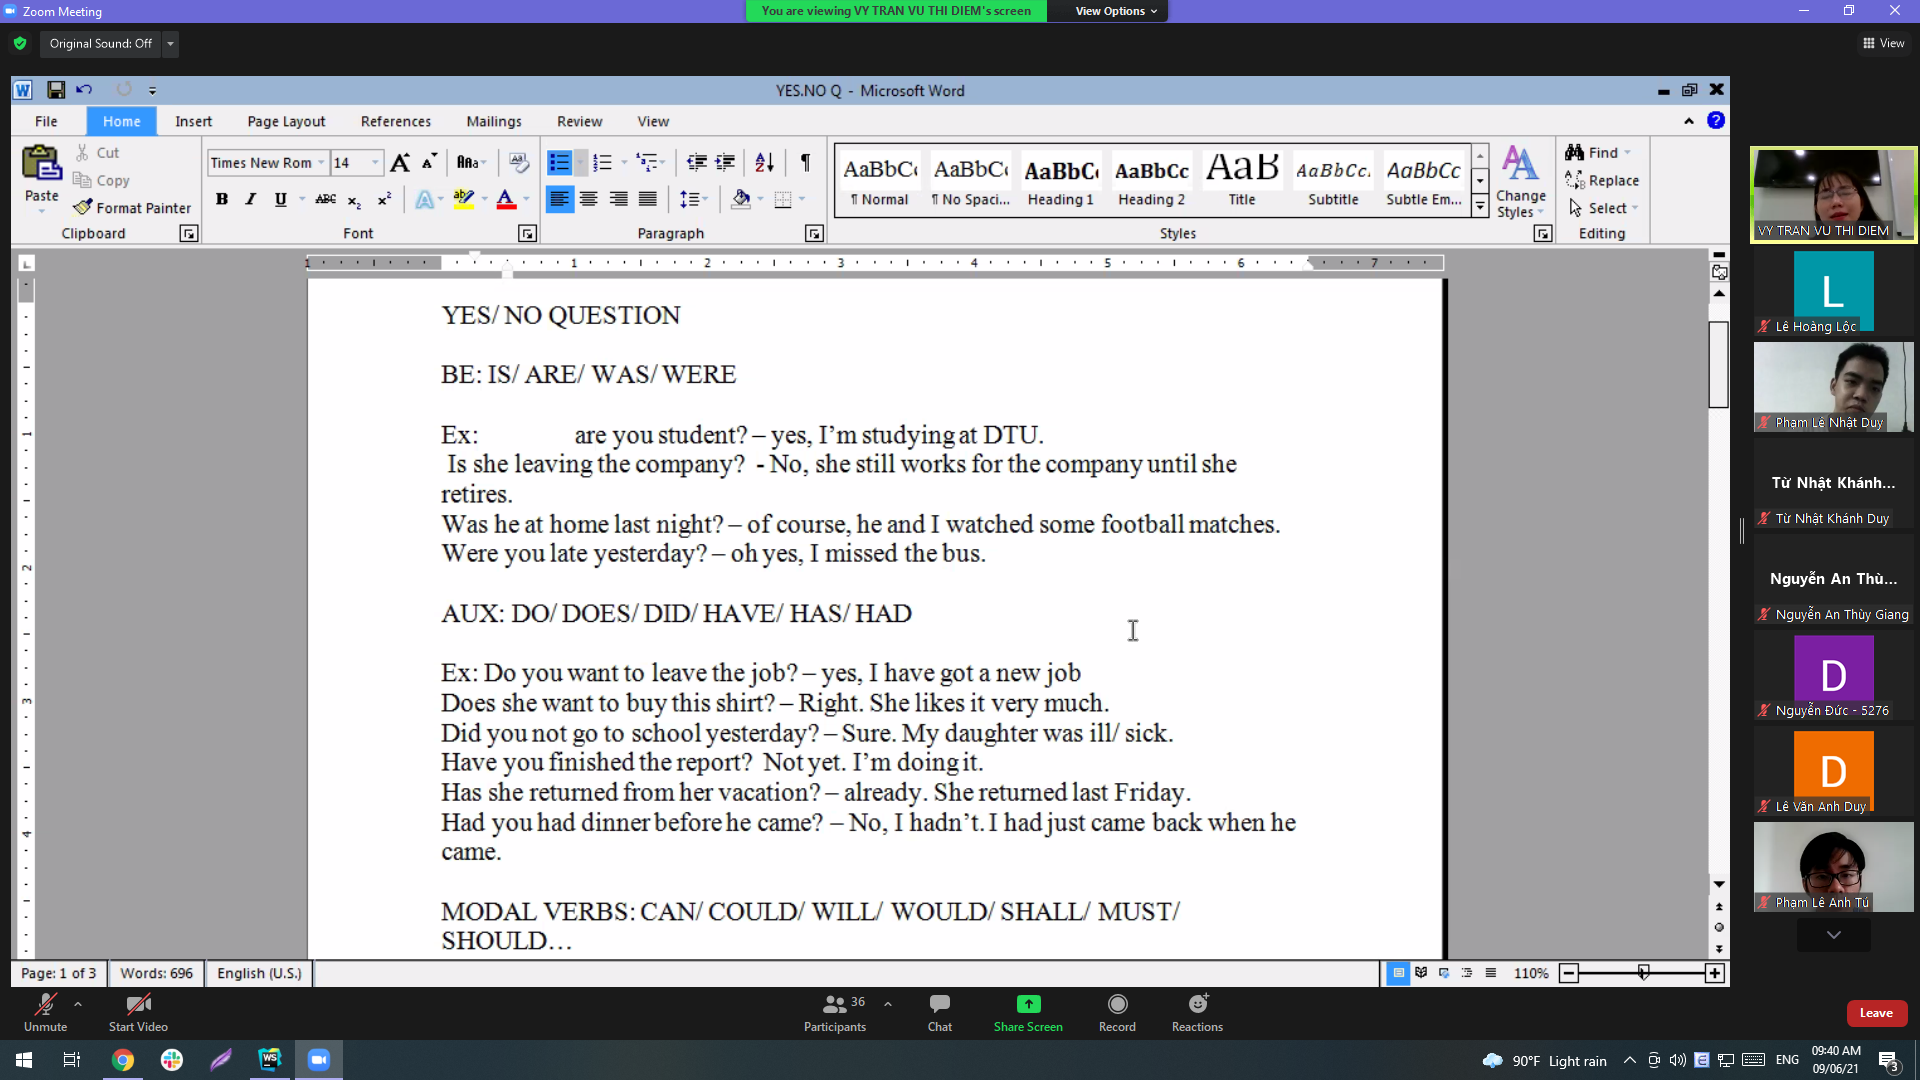 Zoom Meeting
You are viewing VY TRAN VU THI DIEM's screen
View Options
Original Sound: Off
View
YES.NO Q - Microsoft Word
File Home Insert Page Layout References Mailings Review View
Paste
Cut
Copy
Format Painter
Clipboard
Times New Rom 14
Font
Paragraph
AaBbCc AaBbCc AaBbC AaBbCc AaB AaBbCc. AaBbCc
¶ Normal ¶ No Spaci... Heading 1 Heading 2 Title Subtitle Subtle Em...
Change Styles
Styles
Find
Replace
Select
Editing
1 1 2 3 4 5 6 7
YES/ NO QUESTION
BE: IS/ ARE/ WAS/ WERE
Ex: are you student? – yes, I'm studying at DTU.
Is she leaving the company? - No, she still works for the company until she
retires.
Was he at home last night? – of course, he and I watched some football matches.
Were you late yesterday? – oh yes, I missed the bus.
AUX: DO/ DOES/ DID/ HAVE/ HAS/ HAD
Ex: Do you want to leave the job? – yes, I have got a new job
Does she want to buy this shirt? – Right. She likes it very much.
Did you not go to school yesterday? – Sure. My daughter was ill/ sick.
Have you finished the report? Not yet. I'm doing it.
Has she returned from her vacation? – already. She returned last Friday.
Had you had dinner before he came? – No, I hadn't. I had just came back when he
came.
MODAL VERBS: CAN/ COULD/ WILL/ WOULD/ SHALL/ MUST/
SHOULD…
1
2
3
4
Page: 1 of 3 Words: 696 English (U.S.) 110%
VY TRAN VU THI DIEM
L
Lê Hoàng Lộc
Phạm Lê Nhật Duy
Từ Nhật Khánh...
Từ Nhật Khánh Duy
Nguyễn An Thù...
Nguyễn An Thùy Giang
D
Nguyễn Đức - 5276
D
Lê Văn Anh Duy
Phạm Lê Anh Tú
Unmute
Start Video
Participants 36
Chat
Share Screen
Record
Reactions
Leave
90°F Light rain
ENG
09:40 AM
09/06/21
3